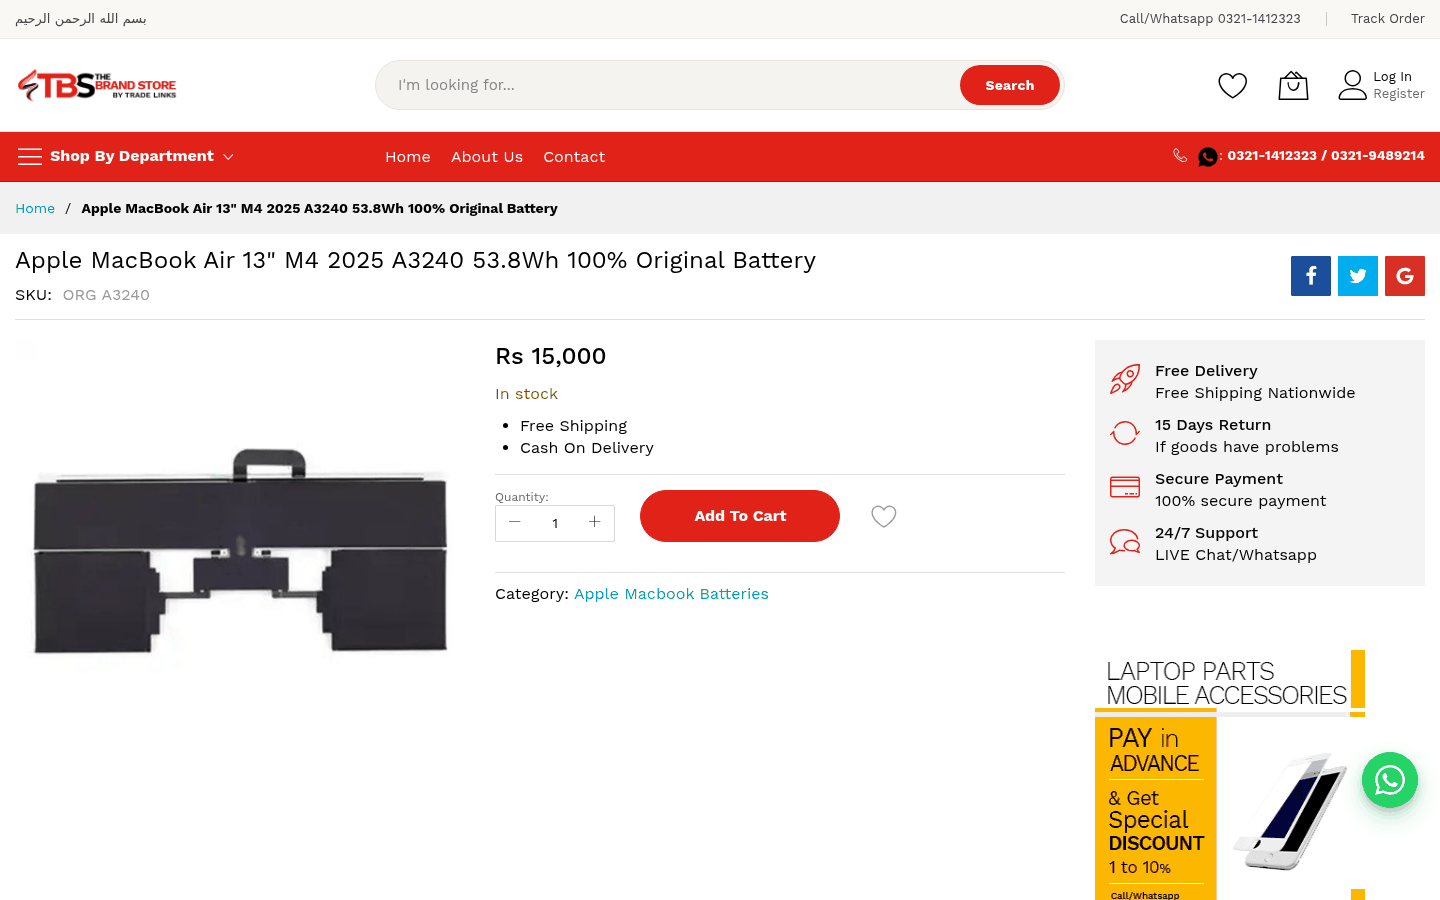 بسم الله الرحمن الرحيم
Call/Whatsapp 0321-1412323
Track Order
TBS THE BRAND STORE
BY TRADE LINKS
I'm looking for...
Search
Log In
Register
Shop By Department
Home
About Us
Contact
: 0321-1412323 / 0321-9489214
Home / Apple MacBook Air 13" M4 2025 A3240 53.8Wh 100% Original Battery
Apple MacBook Air 13" M4 2025 A3240 53.8Wh 100% Original Battery
SKU: ORG A3240
Rs 15,000
In stock
Free Shipping
Cash On Delivery
Quantity:
1
Add To Cart
Category: Apple Macbook Batteries
Free Delivery
Free Shipping Nationwide
15 Days Return
If goods have problems
Secure Payment
100% secure payment
24/7 Support
LIVE Chat/Whatsapp
LAPTOP PARTS
MOBILE ACCESSORIES
PAY in
ADVANCE
& Get
Special
DISCOUNT
1 to 10%
Call/Whatsapp